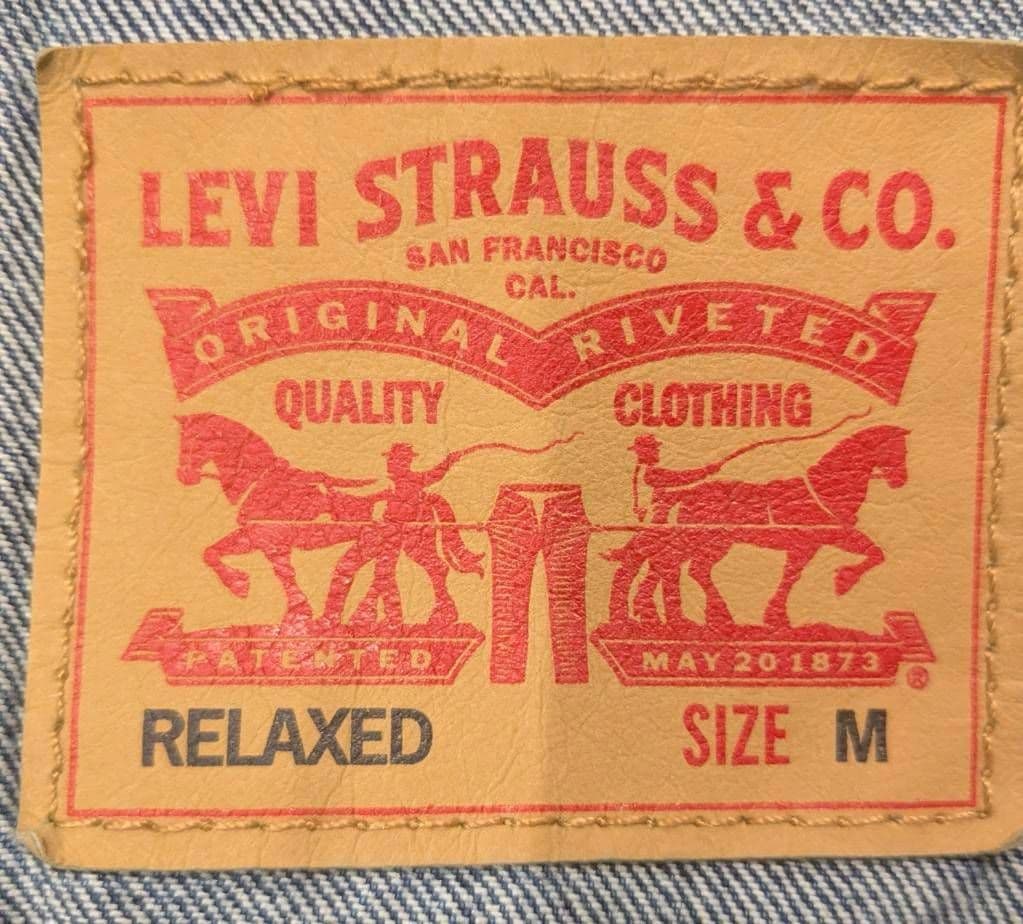 LEVI STRAUSS & CO.
SAN FRANCISCO
CAL.
ORIGINAL RIVETED
QUALITY CLOTHING
PATENTED MAY 20 1873 ®
RELAXED SIZE M